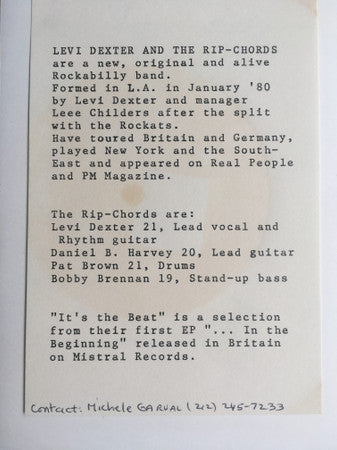 LEVI DEXTER AND THE RIP-CHORDS
are a new, original and alive
Rockabilly band.
Formed in L.A. in January '80
by Levi Dexter and manager
Leee Childers after the split
with the Rockats.
Have toured Britain and Germany,
played New York and the South-
East and appeared on Real People
and PM Magazine.
The Rip-Chords are:
Levi Dexter 21, Lead vocal and
Rhythm guitar
Daniel B. Harvey 20, Lead guitar
Pat Brown 21, Drums
Bobby Brennan 19, Stand-up bass
"It's the Beat" is a selection
from their first EP "... In the
Beginning" released in Britain
on Mistral Records.
Contact: Michele GARVAL (212) 245-7233